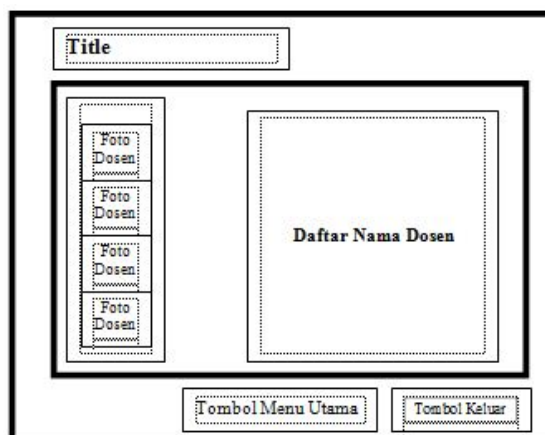 Title
Foto
Dosen
Foto
Dosen
Foto
Dosen
Foto
Dosen
Daftar Nama Dosen
Tombol Menu Utama
Tombol Keluar